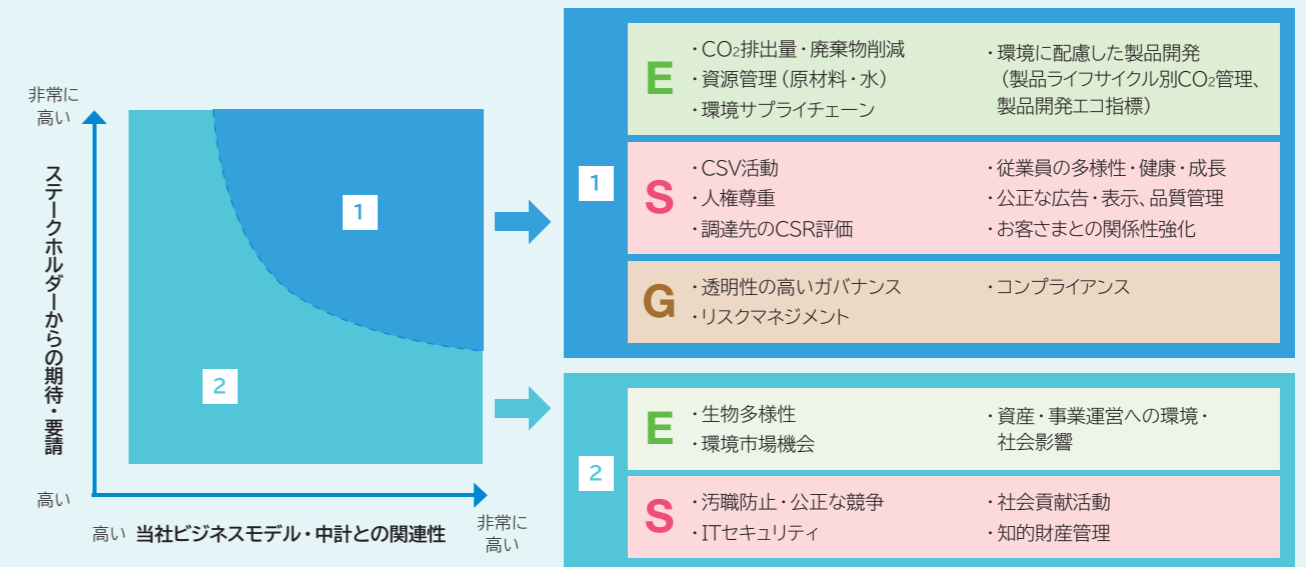 非常に
高い
ステークホルダーからの期待・要請
高い
高い 当社ビジネスモデル・中計との関連性
非常に
高い
1
2
1
E
・CO₂排出量・廃棄物削減
・資源管理（原材料・水）
・環境サプライチェーン
・環境に配慮した製品開発
（製品ライフサイクル別CO₂管理、
製品開発エコ指標）
S
・CSV活動
・人権尊重
・調達先のCSR評価
・従業員の多様性・健康・成長
・公正な広告・表示、品質管理
・お客さまとの関係性強化
G
・透明性の高いガバナンス
・リスクマネジメント
・コンプライアンス
2
E
・生物多様性
・環境市場機会
・資産・事業運営への環境・
社会影響
S
・汚職防止・公正な競争
・ITセキュリティ
・社会貢献活動
・知的財産管理